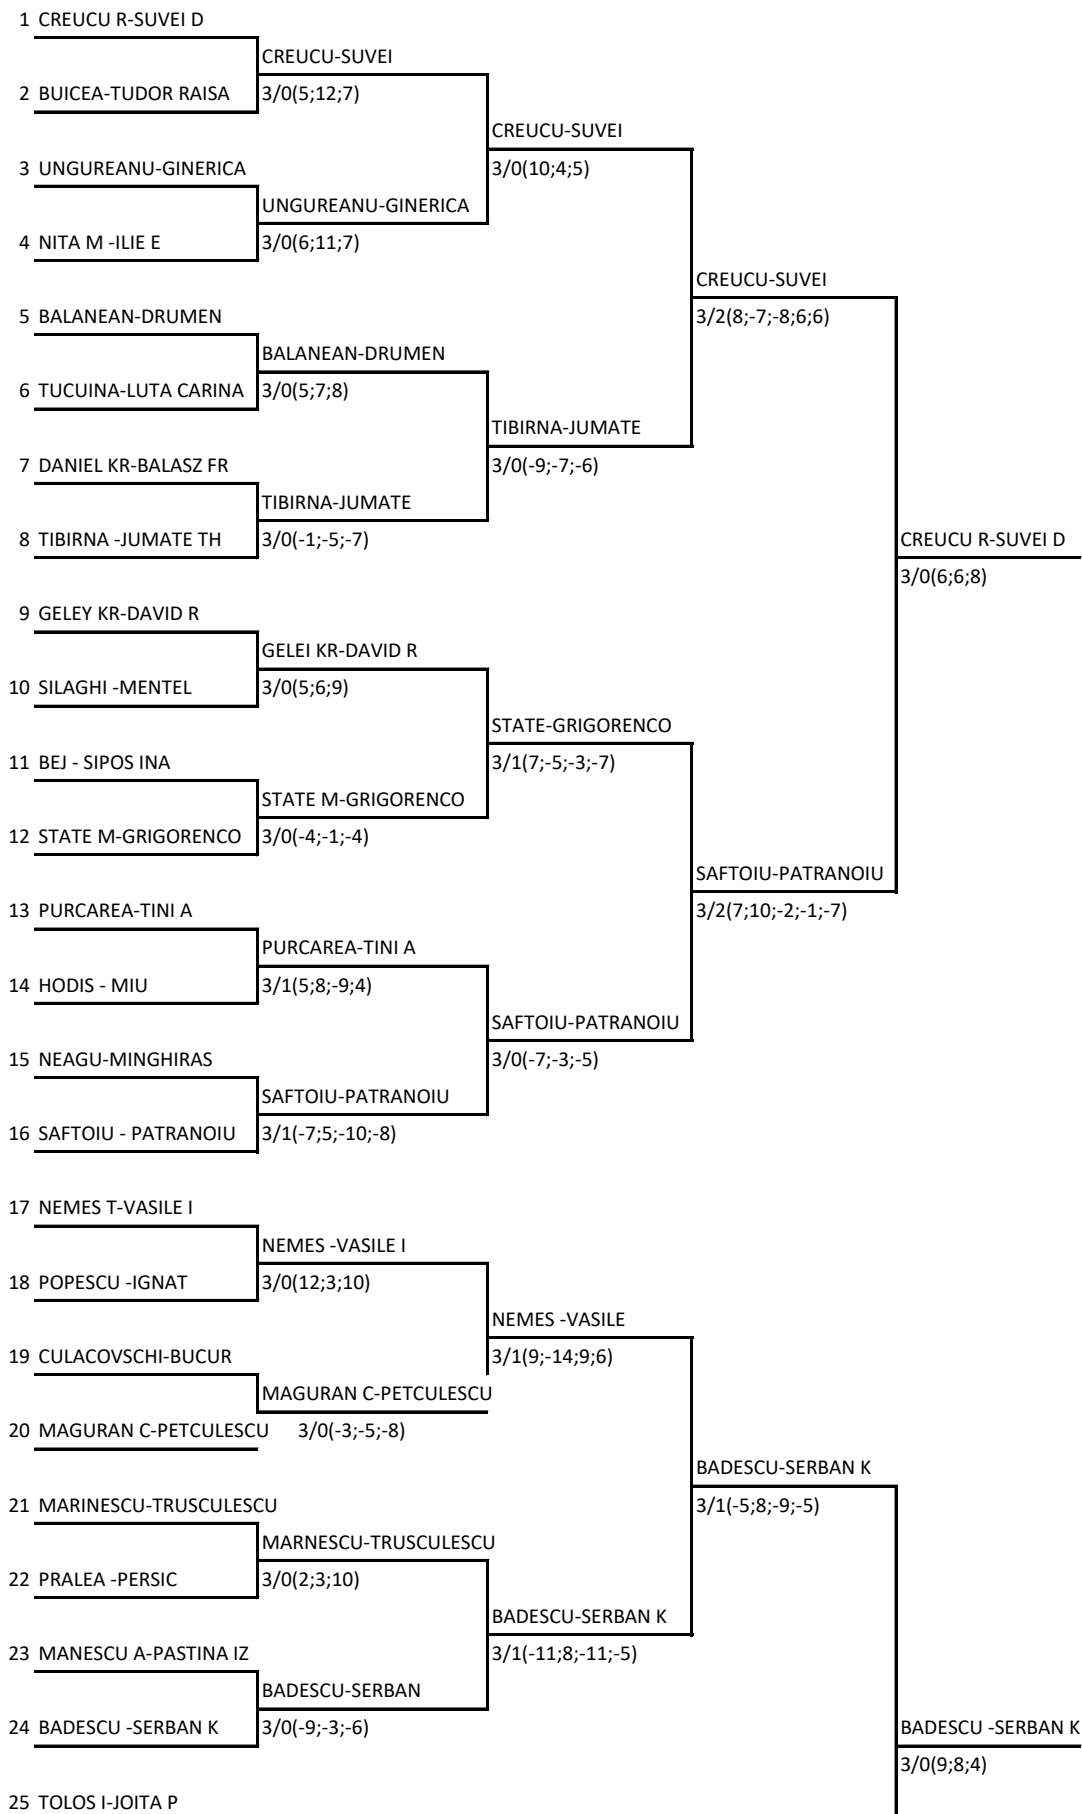 1 CREUCU R-SUVEI D
CREUCU-SUVEI
2 BUICEA-TUDOR RAISA 3/0(5;12;7)
CREUCU-SUVEI
3 UNGUREANU-GINERICA 3/0(10;4;5)
UNGUREANU-GINERICA
4 NITA M -ILIE E 3/0(6;11;7)
CREUCU-SUVEI
5 BALANEAN-DRUMEN 3/2(8;-7;-8;6;6)
BALANEAN-DRUMEN
6 TUCUINA-LUTA CARINA 3/0(5;7;8)
TIBIRNA-JUMATE
7 DANIEL KR-BALASZ FR 3/0(-9;-7;-6)
TIBIRNA-JUMATE
8 TIBIRNA -JUMATE TH 3/0(-1;-5;-7) CREUCU R-SUVEI D
3/0(6;6;8)
9 GELEY KR-DAVID R
GELEI KR-DAVID R
10 SILAGHI -MENTEL 3/0(5;6;9)
STATE-GRIGORENCO
11 BEJ - SIPOS INA 3/1(7;-5;-3;-7)
STATE M-GRIGORENCO
12 STATE M-GRIGORENCO 3/0(-4;-1;-4)
SAFTOIU-PATRANOIU
13 PURCAREA-TINI A 3/2(7;10;-2;-1;-7)
PURCAREA-TINI A
14 HODIS - MIU 3/1(5;8;-9;4)
SAFTOIU-PATRANOIU
15 NEAGU-MINGHIRAS 3/0(-7;-3;-5)
SAFTOIU-PATRANOIU
16 SAFTOIU - PATRANOIU 3/1(-7;5;-10;-8)
17 NEMES T-VASILE I
NEMES -VASILE I
18 POPESCU -IGNAT 3/0(12;3;10)
NEMES -VASILE
19 CULACOVSCHI-BUCUR 3/1(9;-14;9;6)
MAGURAN C-PETCULESCU
20 MAGURAN C-PETCULESCU 3/0(-3;-5;-8)
BADESCU-SERBAN K
21 MARINESCU-TRUSCULESCU 3/1(-5;8;-9;-5)
MARNESCU-TRUSCULESCU
22 PRALEA -PERSIC 3/0(2;3;10)
BADESCU-SERBAN K
23 MANESCU A-PASTINA IZ 3/1(-11;8;-11;-5)
BADESCU-SERBAN
24 BADESCU -SERBAN K 3/0(-9;-3;-6) BADESCU -SERBAN K
3/0(9;8;4)
25 TOLOS I-JOITA P